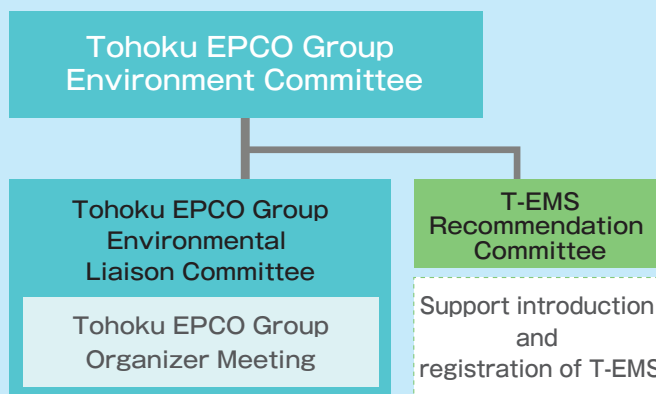 Tohoku EPCO Group
Environment Committee
Tohoku EPCO Group
Environmental
Liaison Committee
Tohoku EPCO Group
Organizer Meeting
T-EMS
Recommendation
Committee
Support introduction
and
registration of T-EMS